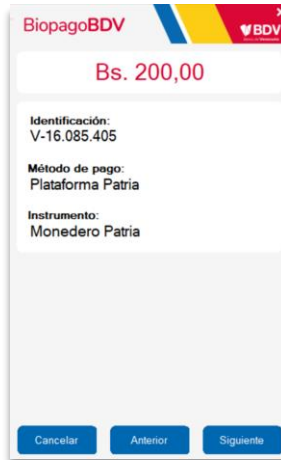 BiopagoBDV
BDV
Bs. 200,00
Identificación:
V-16.085.405
Método de pago:
Plataforma Patria
Instrumento:
Monedero Patria
Cancelar
Anterior
Siguiente